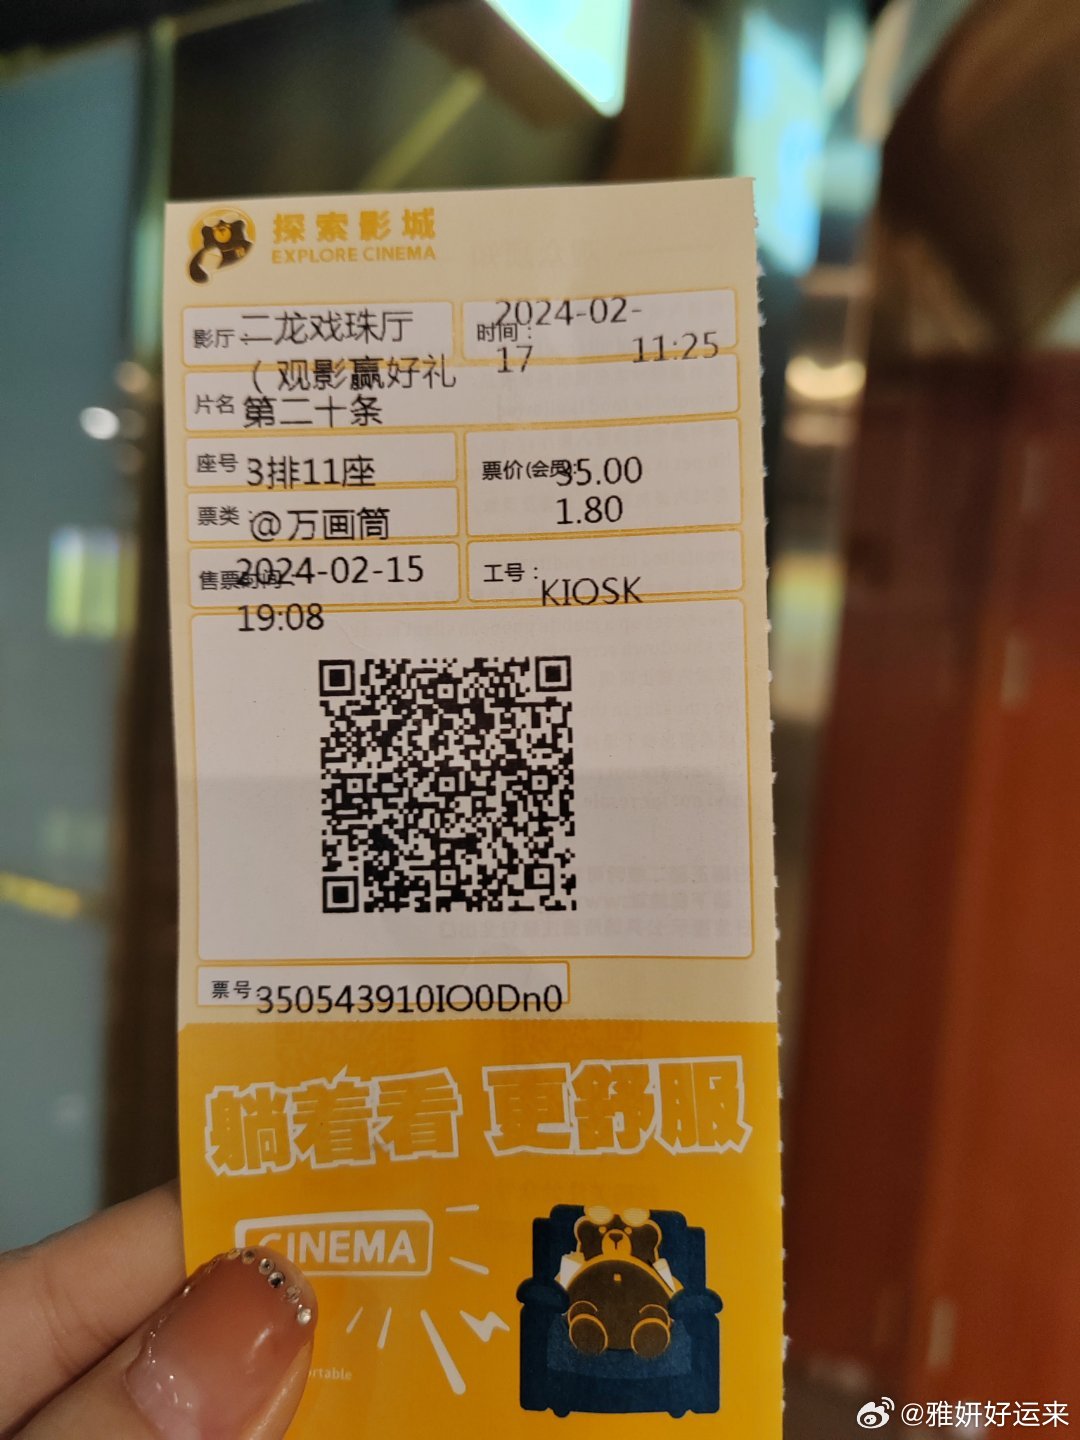 探索影城
EXPLORE CINEMA
影厅：二龙戏珠厅
（观影赢好礼
时间：2024-02-
17 11:25
片名 第二十条
座号 3排11座
票价(会员): 35.00
1.80
票类：@万画筒
售票时间：2024-02-15
19:08
工号：KIOSK
票号：350543910IO0Dn0
躺着看 更舒服
CINEMA
@雅妍好运来